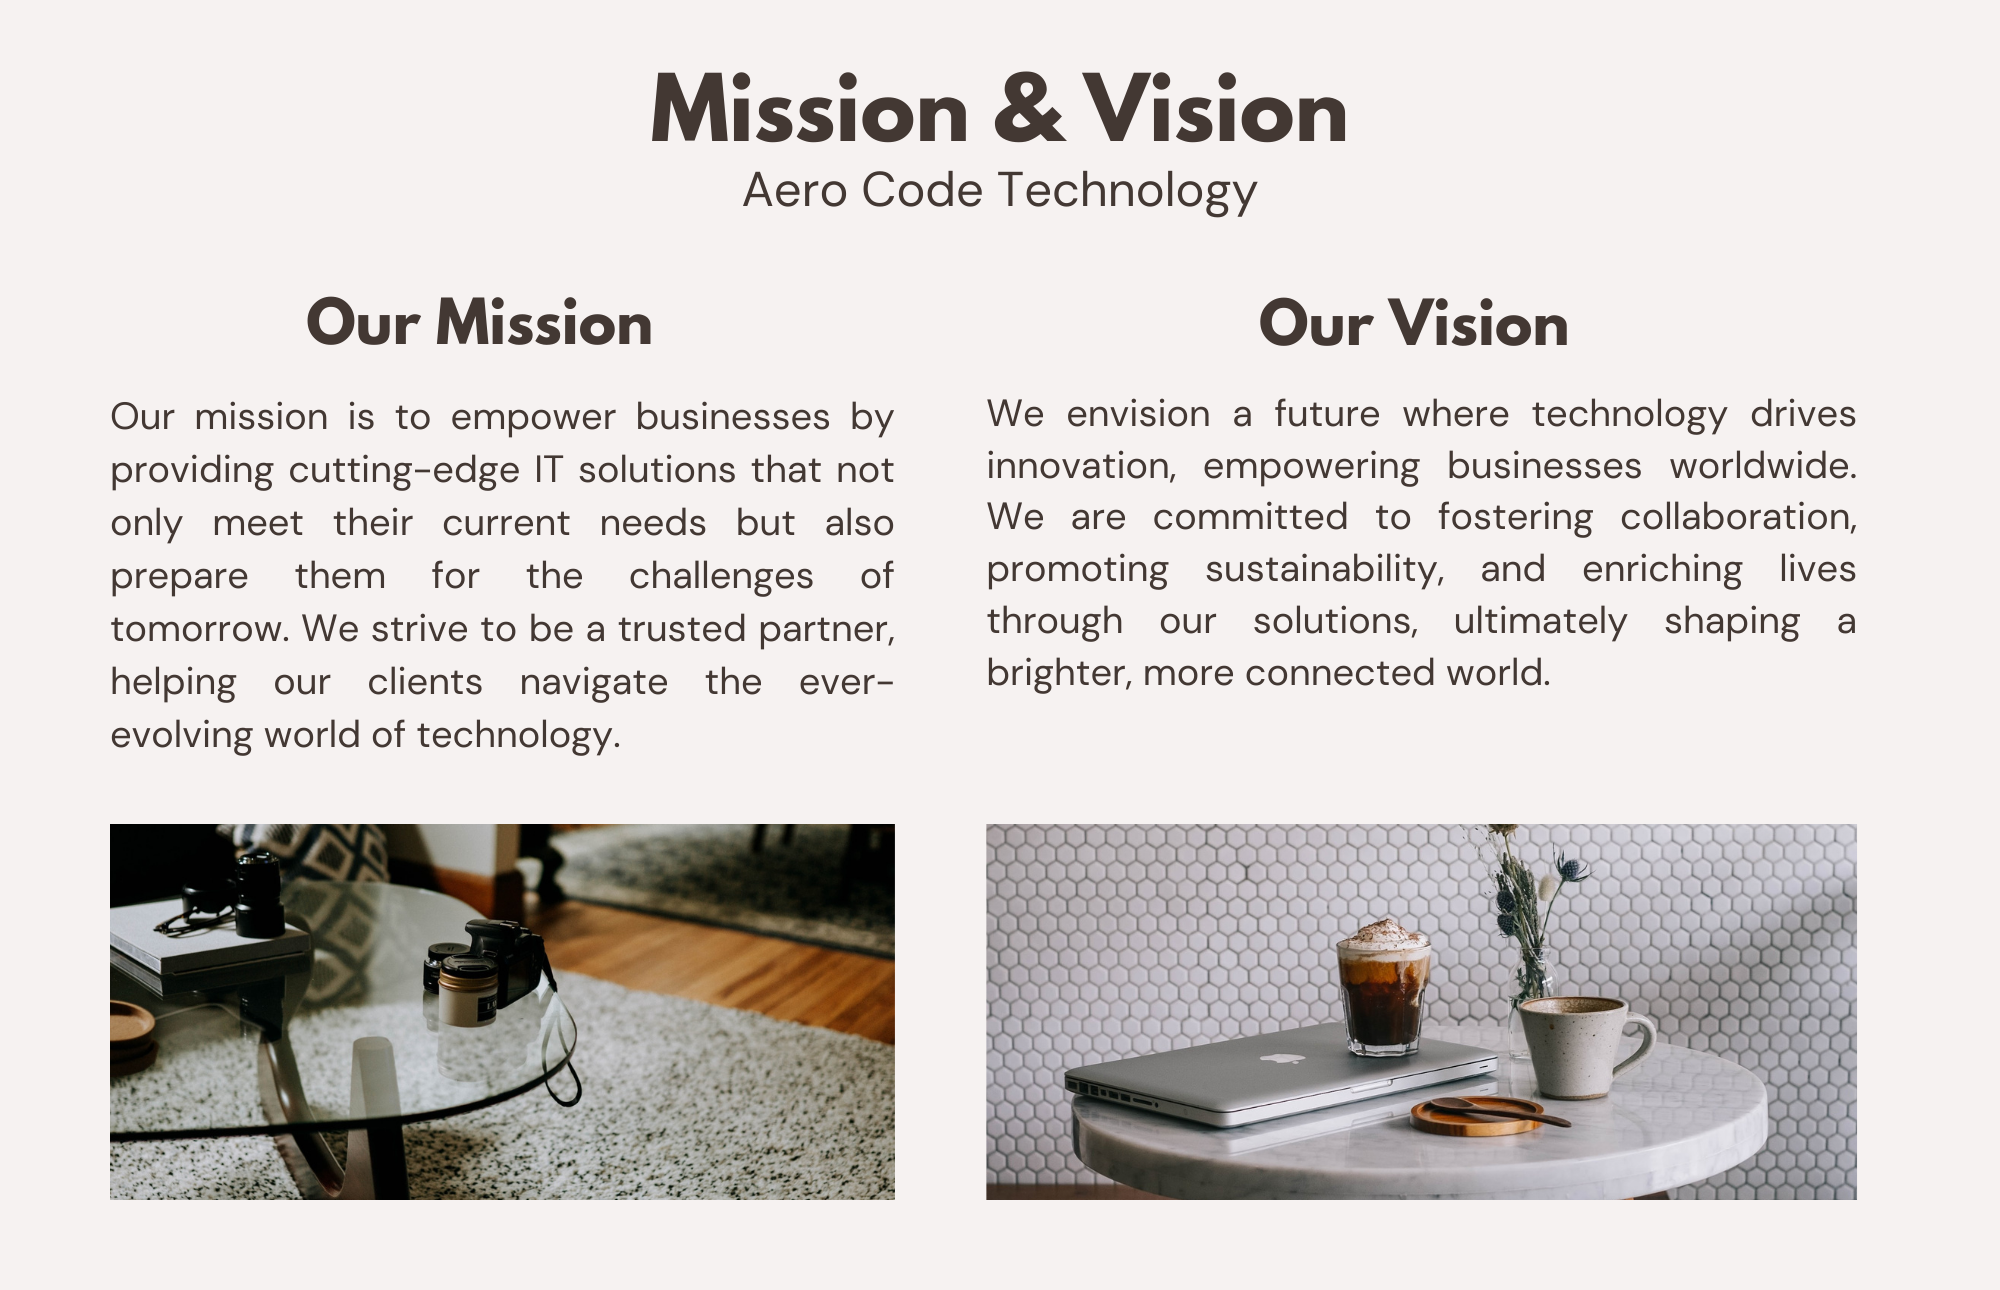 Mission & Vision
Aero Code Technology
Our Mission
Our mission is to empower businesses by
providing cutting-edge IT solutions that not
only meet their current needs but also
prepare them for the challenges of
tomorrow. We strive to be a trusted partner,
helping our clients navigate the ever-
evolving world of technology.
Our Vision
We envision a future where technology drives
innovation, empowering businesses worldwide.
We are committed to fostering collaboration,
promoting sustainability, and enriching lives
through our solutions, ultimately shaping a
brighter, more connected world.